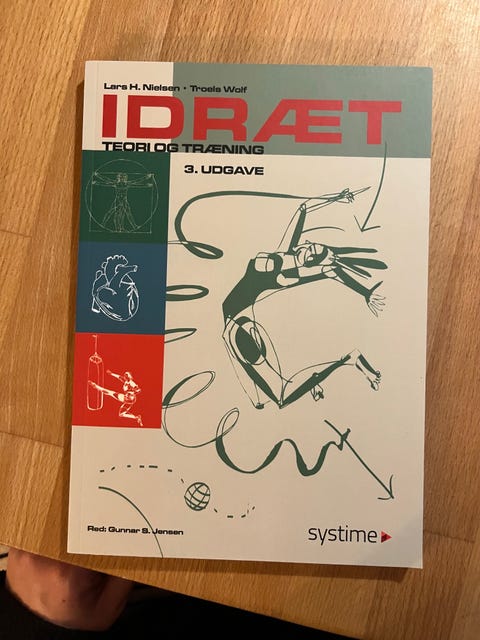 Lars H. Nielsen · Troels Wolf
IDRÆT
TEORI OG TRÆNING
3. UDGAVE
Red: Gunnar S. Jensen
systime